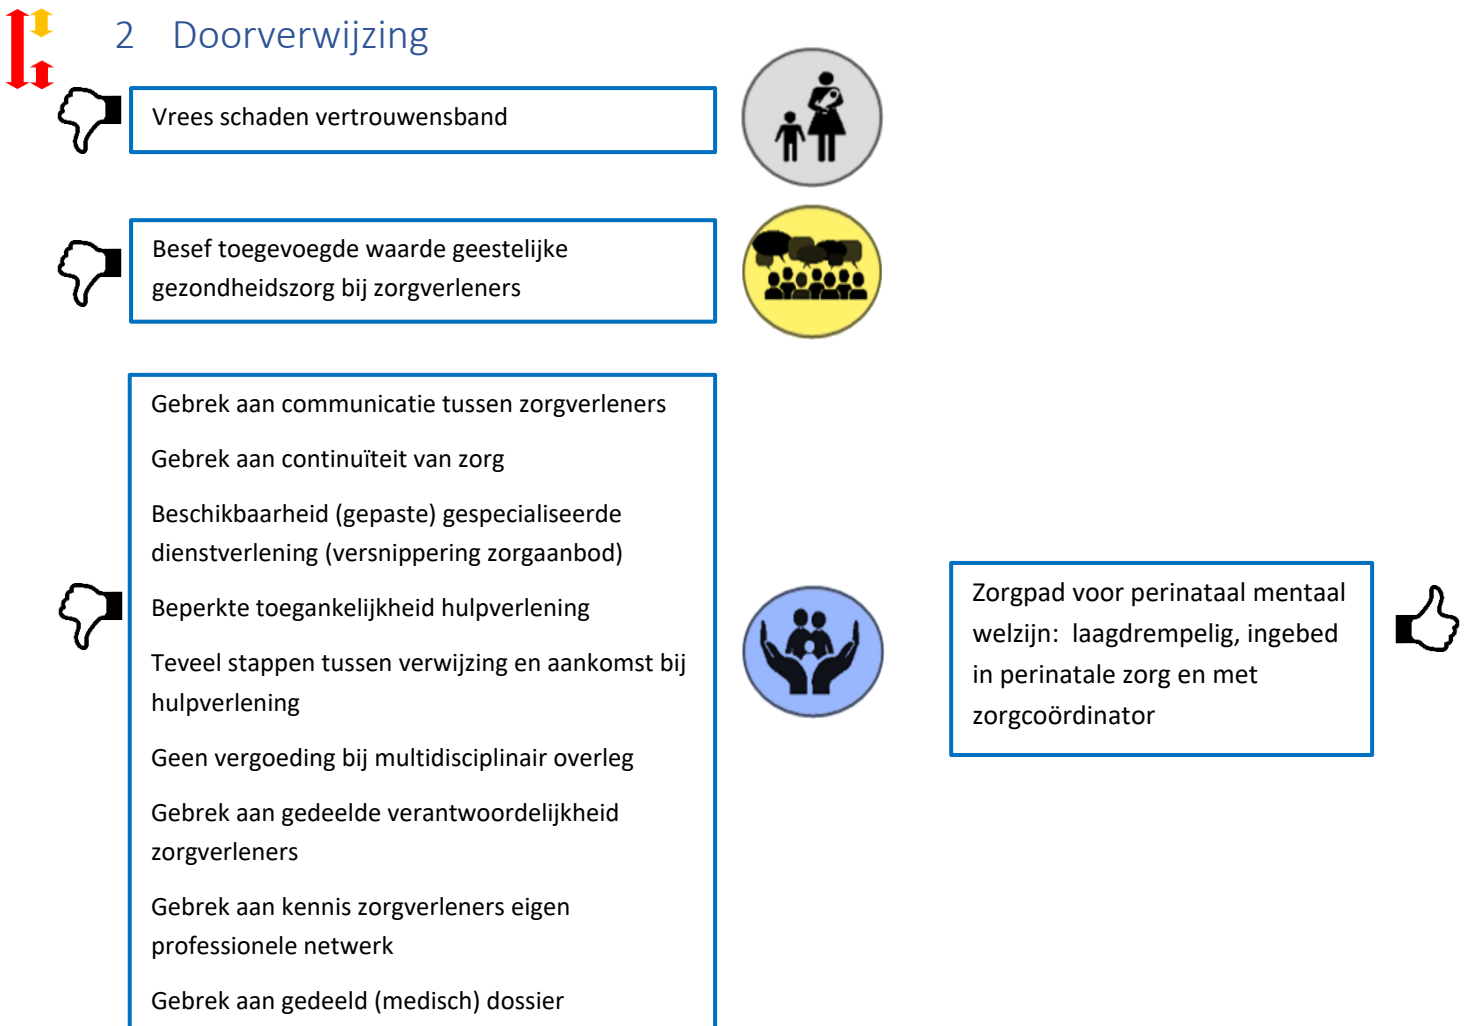 2 Doorverwijzing
Vrees schaden vertrouwensband
Besef toegevoegde waarde geestelijke
gezondheidszorg bij zorgverleners
Gebrek aan communicatie tussen zorgverleners
Gebrek aan continuïteit van zorg
Beschikbaarheid (gepaste) gespecialiseerde
dienstverlening (versnippering zorgaanbod)
Beperkte toegankelijkheid hulpverlening
Teveel stappen tussen verwijzing en aankomst bij
hulpverlening
Geen vergoeding bij multidisciplinair overleg
Gebrek aan gedeelde verantwoordelijkheid
zorgverleners
Gebrek aan kennis zorgverleners eigen
professionele netwerk
Gebrek aan gedeeld (medisch) dossier
Zorgpad voor perinataal mentaal
welzijn: laagdrempelig, ingebed
in perinatale zorg en met
zorgcoördinator